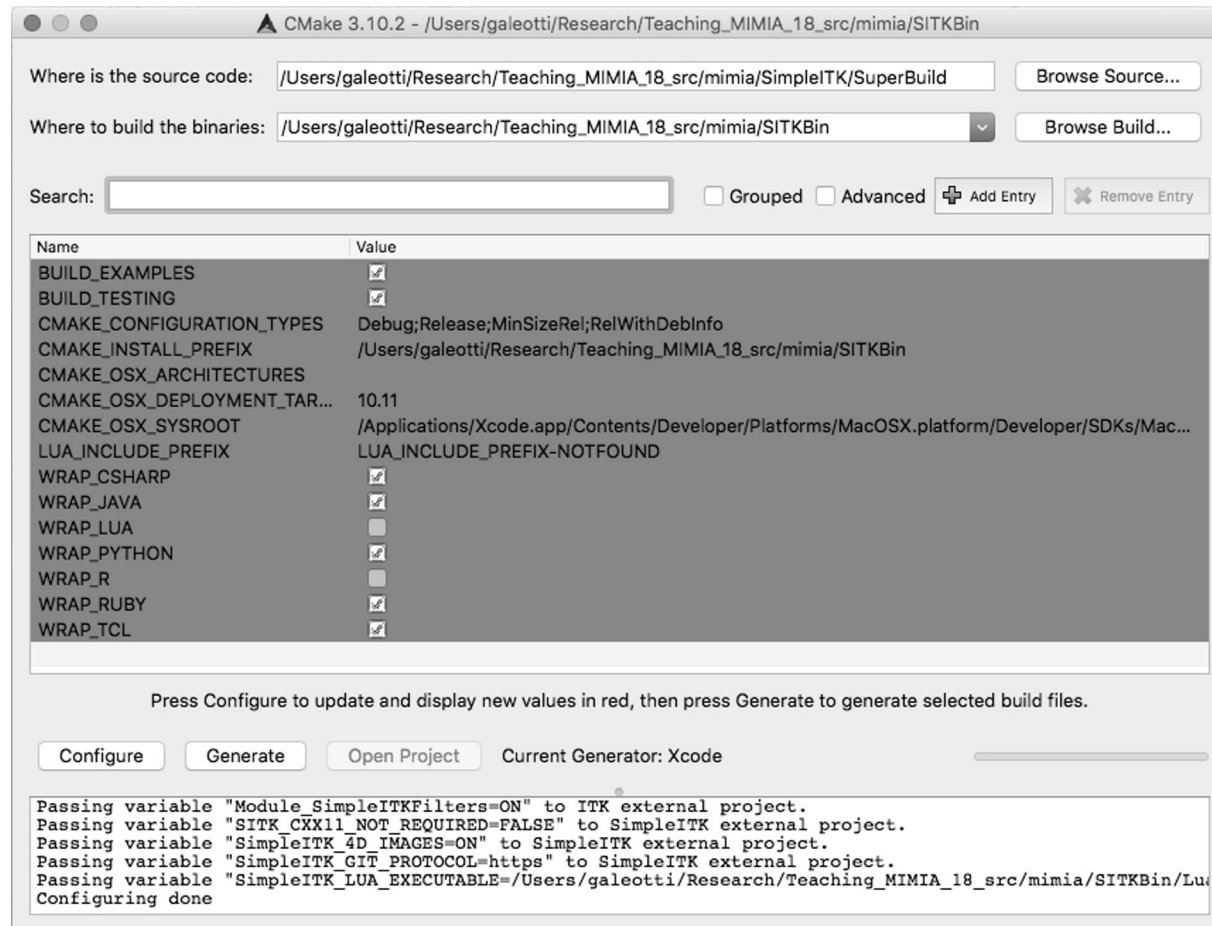 CMake 3.10.2 - /Users/galeotti/Research/Teaching_MIMIA_18_src/mimia/SITKBin
Where is the source code: /Users/galeotti/Research/Teaching_MIMIA_18_src/mimia/SimpleITK/SuperBuild Browse Source...
Where to build the binaries: /Users/galeotti/Research/Teaching_MIMIA_18_src/mimia/SITKBin Browse Build...
Search: Grouped Advanced Add Entry Remove Entry
Name Value
BUILD_EXAMPLES
BUILD_TESTING
CMAKE_CONFIGURATION_TYPES Debug;Release;MinSizeRel;RelWithDebInfo
CMAKE_INSTALL_PREFIX /Users/galeotti/Research/Teaching_MIMIA_18_src/mimia/SITKBin
CMAKE_OSX_ARCHITECTURES
CMAKE_OSX_DEPLOYMENT_TAR... 10.11
CMAKE_OSX_SYSROOT /Applications/Xcode.app/Contents/Developer/Platforms/MacOSX.platform/Developer/SDKs/Mac...
LUA_INCLUDE_PREFIX LUA_INCLUDE_PREFIX-NOTFOUND
WRAP_CSHARP
WRAP_JAVA
WRAP_LUA
WRAP_PYTHON
WRAP_R
WRAP_RUBY
WRAP_TCL
Press Configure to update and display new values in red, then press Generate to generate selected build files.
Configure Generate Open Project Current Generator: Xcode
Passing variable "Module_SimpleITKFilters=ON" to ITK external project.
Passing variable "SITK_CXX11_NOT_REQUIRED=FALSE" to SimpleITK external project.
Passing variable "SimpleITK_4D_IMAGES=ON" to SimpleITK external project.
Passing variable "SimpleITK_GIT_PROTOCOL=https" to SimpleITK external project.
Passing variable "SimpleITK_LUA_EXECUTABLE=/Users/galeotti/Research/Teaching_MIMIA_18_src/mimia/SITKBin/Lua
Configuring done